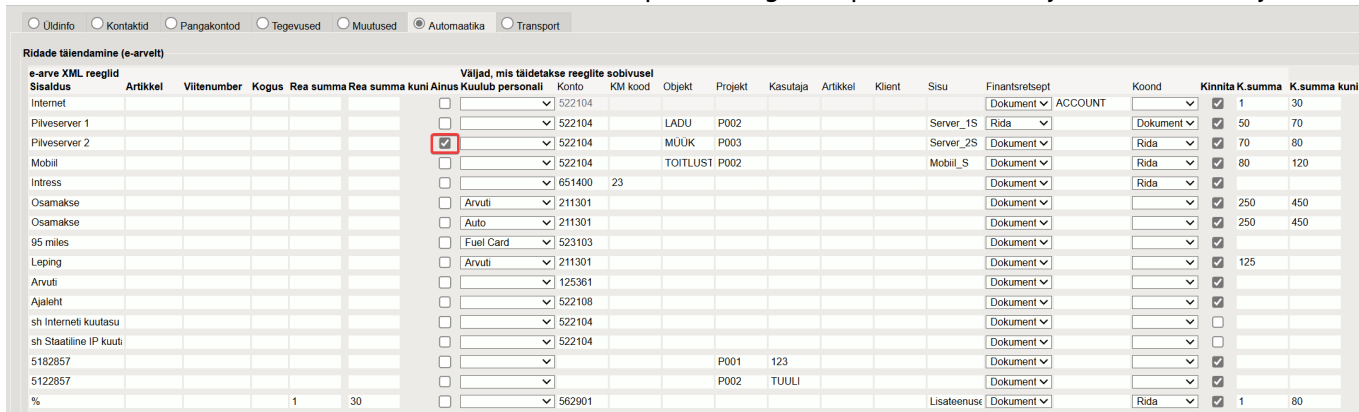 Üldinfo Kontaktid Pangakontod Tegevused Muutused Automaatika Transport
Ridade täiendamine (e-arvelt)
e-arve XML reeglid Väljad, mis täidetakse reeglite sobivusel
Sisaldus Artikkel Viitenumber Kogus Rea summa Rea summa kuni Ainus Kuulub personali Konto KM kood Objekt Projekt Kasutaja Artikkel Klient Sisu Finantsretsept Koond Kinnita K.summa K.summa kuni
Internet 522104 Dokument ACCOUNT 1 30
Pilveserver 1 522104 LADU P002 Server_1S Rida Dokument 50 70
Pilveserver 2 522104 MÜÜK P003 Server_2S Dokument Rida 70 80
Mobiil 522104 TOITLUST P002 Mobiil_S Dokument Rida 80 120
Intress 651400 23 Dokument Rida
Osamakse Arvuti 211301 Dokument 250 450
Osamakse Auto 211301 Dokument 250 450
95 miles Fuel Card 523103 Dokument
Leping Arvuti 211301 Dokument 125
Arvuti 125361 Dokument
Ajaleht 522108 Dokument
sh Interneti kuutasu 522104 Dokument
sh Staatiline IP kuuta 522104 Dokument
5182857 P001 123 Dokument
5122857 P002 TUULI Dokument
% 1 30 562901 Lisateenuse Dokument Rida 1 80